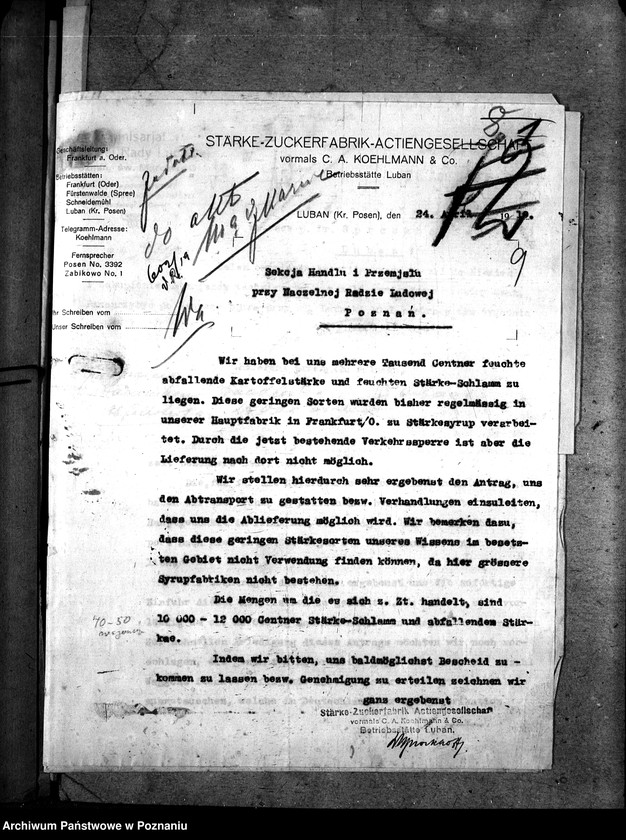 STÄRKE-ZUCKERFABRIK-ACTIENGESELLSCHAFT
vormals C. A. KOEHLMANN & Co.
Betriebsstätte Luban
Geschäftsleitung:
Frankfurt a. Oder.
Betriebsstätten:
Frankfurt (Oder)
Fürstenwalde (Spree)
Schneidemühl
Luban (Kr. Posen)
Telegramm-Adresse:
Koehlmann
Fernsprecher
Posen No. 3392
Zabikowo No. 1
Ihr Schreiben vom
Unser Schreiben vom
LUBAN (Kr. Posen), den 24. April 1919.
do akt
9
Sekcja Handlu i Przemjsłu
przy Naczelnej Radzie Ludowej
Poznań.
Wir haben bei uns mehrere Tausend Centner feuchte
abfallende Kartoffelstärke und feuchten Stärke-Schlamm zu
liegen. Diese geringen Sorten wurden bisher regelmässig in
unserer Hauptfabrik in Frankfurt/O. zu Stärkesyrup verarbei-
tet. Durch die jetzt bestehende Verkehrssperre ist aber die
Lieferung nach dort nicht möglich.
Wir stellen hierdurch sehr ergebenst den Antrag, uns
den Abtransport zu gestatten bezw. Verhandlungen einzuleiten,
dass uns die Ablieferung möglich wird. Wir bemerken dazu,
dass diese geringen Stärkesorten unseres Wissens im besetz-
ten Gebiet nicht Verwendung finden können, da hier grössere
Syrupfabriken nicht bestehen.
Die Mengen um die es sich z. Zt. handelt, sind
10 000 - 12 000 Centner Stärke-Schlamm und abfallenden Stär-
kee.
40-50
Indem wir bitten, uns baldmöglichst Bescheid zu -
kommen zu lassen bezw. Genehmigung zu erteilen zeichnen wir
ganz ergebenst
Stärke-Zuckerfabrik Actiengesellschaft
vormals C. A. Koehlmann & Co.
Betriebsstätte Luban.
Archiwum Państwowe w Poznaniu